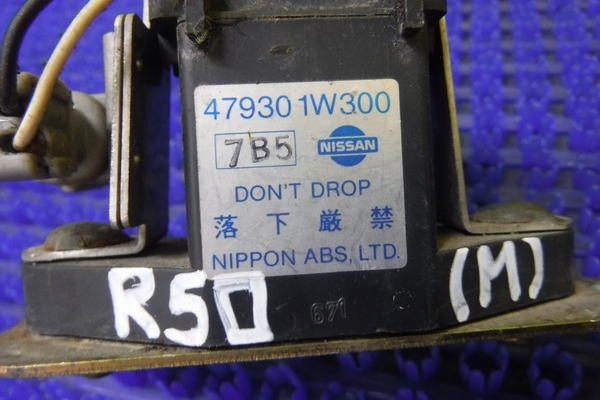 47930 1W300
7B5 NISSAN
DON'T DROP
落下厳禁
NIPPON ABS, LTD.
R50 (M)
671